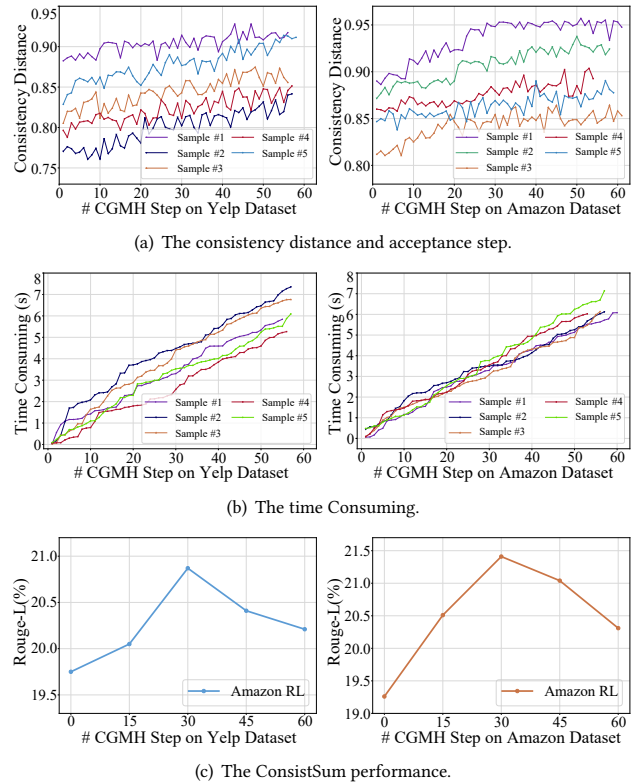 0.95
0.90
0.85
0.80
0.75
Consistency Distance
Sample #1
Sample #2
Sample #3
Sample #4
Sample #5
0 10 20 30 40 50 60
# CGMH Step on Yelp Dataset
0.95
0.90
0.85
0.80
Consistency Distance
Sample #1
Sample #2
Sample #3
Sample #4
Sample #5
0 10 20 30 40 50 60
# CGMH Step on Amazon Dataset
(a) The consistency distance and acceptance step.
8
7
6
5
4
3
2
1
0
Time Consuming (s)
Sample #1
Sample #2
Sample #3
Sample #4
Sample #5
0 10 20 30 40 50 60
# CGMH Step on Yelp Dataset
8
7
6
5
4
3
2
1
0
Time Consuming (s)
Sample #1
Sample #2
Sample #3
Sample #4
Sample #5
0 10 20 30 40 50 60
# CGMH Step on Amazon Dataset
(b) The time Consuming.
21.0
20.5
20.0
19.5
Rouge-L(%)
Amazon RL
0 15 30 45 60
# CGMH Step on Yelp Dataset
21.5
21.0
20.5
20.0
19.5
19.0
Rouge-L(%)
Amazon RL
0 15 30 45 60
# CGMH Step on Amazon Dataset
(c) The ConsistSum performance.